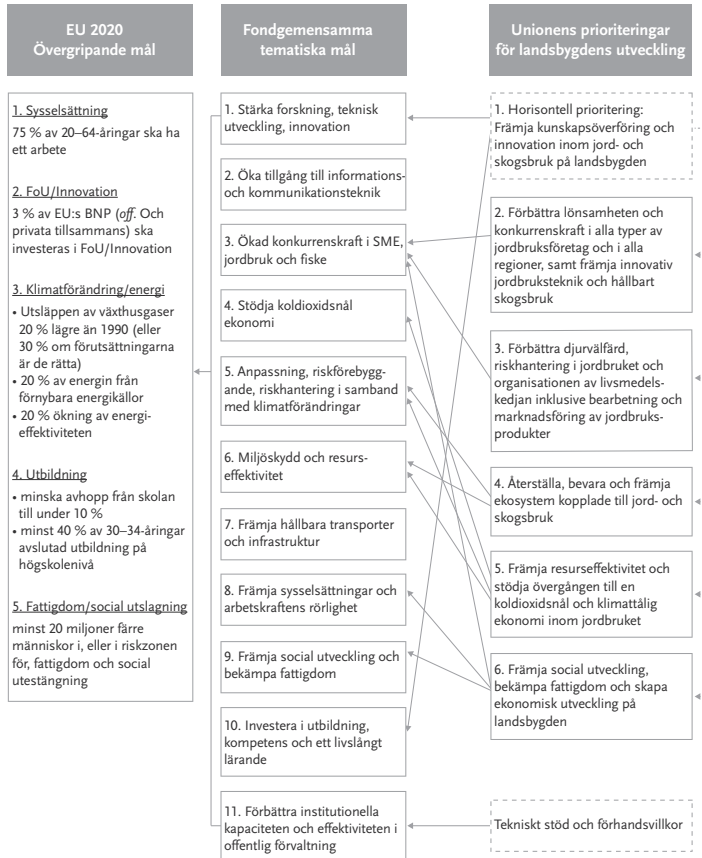 EU 2020
Övergripande mål
1. Sysselsättning
75 % av 20–64-åringar ska ha
ett arbete
2. FoU/Innovation
3 % av EU:s BNP (off. Och
privata tillsammans) ska
investeras i FoU/Innovation
3. Klimatförändring/energi
• Utsläppen av växthusgaser
20 % lägre än 1990 (eller
30 % om förutsättningarna
är de rätta)
• 20 % av energin från
förnybara energikällor
• 20 % ökning av energi-
effektiviteten
4. Utbildning
• minska avhopp från skolan
till under 10 %
• minst 40 % av 30–34-åringar
avslutad utbildning på
högskolenivå
5. Fattigdom/social utslagning
minst 20 miljoner färre
människor i, eller i riskzonen
för, fattigdom och social
utestängning
Fondgemensamma
tematiska mål
1. Stärka forskning, teknisk
utveckling, innovation
2. Öka tillgång till informations-
och kommunikationsteknik
3. Ökad konkurrenskraft i SME,
jordbruk och fiske
4. Stödja koldioxidsnål
ekonomi
5. Anpassning, riskförebygg-
ande, riskhantering i samband
med klimatförändringar
6. Miljöskydd och resurs-
effektivitet
7. Främja hållbara transporter
och infrastruktur
8. Främja sysselsättningar och
arbetskraftens rörlighet
9. Främja social utveckling och
bekämpa fattigdom
10. Investera i utbildning,
kompetens och ett livslångt
lärande
11. Förbättra institutionella
kapaciteten och effektiviteten i
offentlig förvaltning
Unionens prioriteringar
för landsbygdens utveckling
1. Horisontell prioritering:
Främja kunskapsöverföring och
innovation inom jord- och
skogsbruk på landsbygden
2. Förbättra lönsamheten och
konkurrenskraft i alla typer av
jordbruksföretag och i alla
regioner, samt främja innovativ
jordbruksteknik och hållbart
skogsbruk
3. Förbättra djurvälfärd,
riskhantering i jordbruket och
organisationen av livsmedels-
kedjan inklusive bearbetning och
marknadsföring av jordbruks-
produkter
4. Återställa, bevara och främja
ekosystem kopplade till jord- och
skogsbruk
5. Främja resurseffektivitet och
stödja övergången till en
koldioxidsnål och klimattålig
ekonomi inom jordbruket
6. Främja social utveckling,
bekämpa fattigdom och skapa
ekonomisk utveckling på
landsbygden
Tekniskt stöd och förhandsvillkor